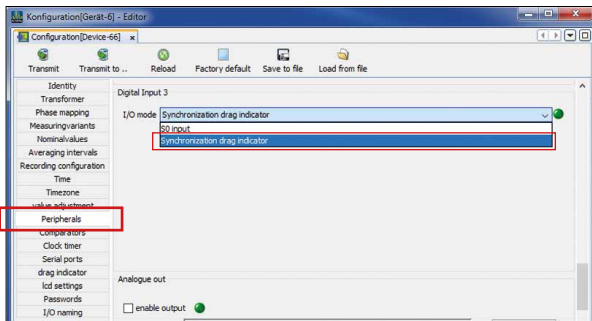 Konfiguration[Gerät-6] - Editor
Configuration[Device-66] x
Transmit Transmit to .. Reload Factory default Save to file Load from file
Identity
Transformer
Phase mapping
Measuringvariants
Nominalvalues
Averaging intervals
Recording configuration
Time
Timezone
value adjustment
Peripherals
Comparators
Clock timer
Serial ports
drag indicator
lcd settings
Passwords
I/O naming
Digital Input 3
I/O mode Synchronization drag indicator
S0 input
Synchronization drag indicator
Analogue out
enable output